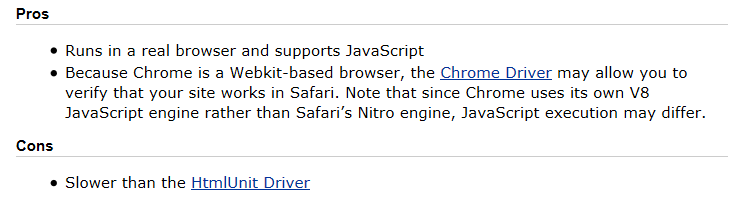 Pros
• Runs in a real browser and supports JavaScript
• Because Chrome is a Webkit-based browser, the Chrome Driver may allow you to
verify that your site works in Safari. Note that since Chrome uses its own V8
JavaScript engine rather than Safari’s Nitro engine, JavaScript execution may differ.
Cons
• Slower than the HtmlUnit Driver